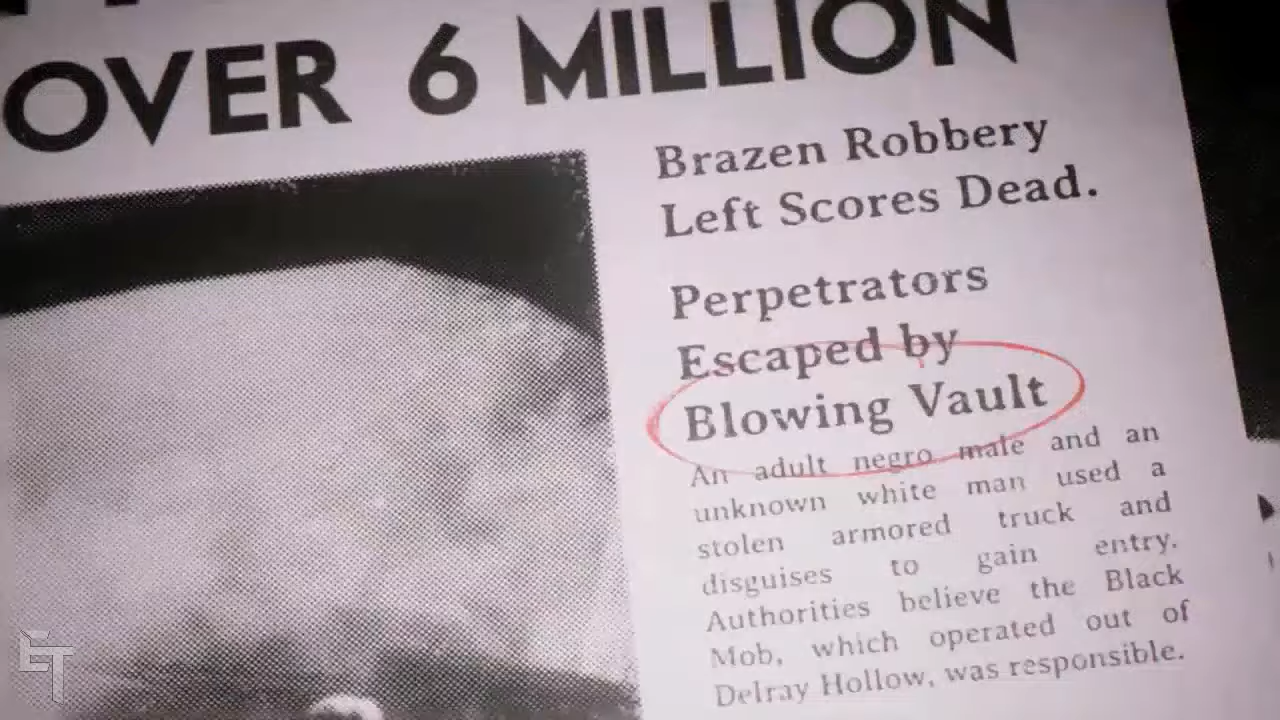 OVER 6 MILLION
Brazen Robbery
Left Scores Dead.
Perpetrators
Escaped by
Blowing Vault
An adult negro male and an
unknown white man used a
stolen armored truck and
disguises to gain entry.
Authorities believe the Black
Mob, which operated out of
Delray Hollow, was responsible.
ET